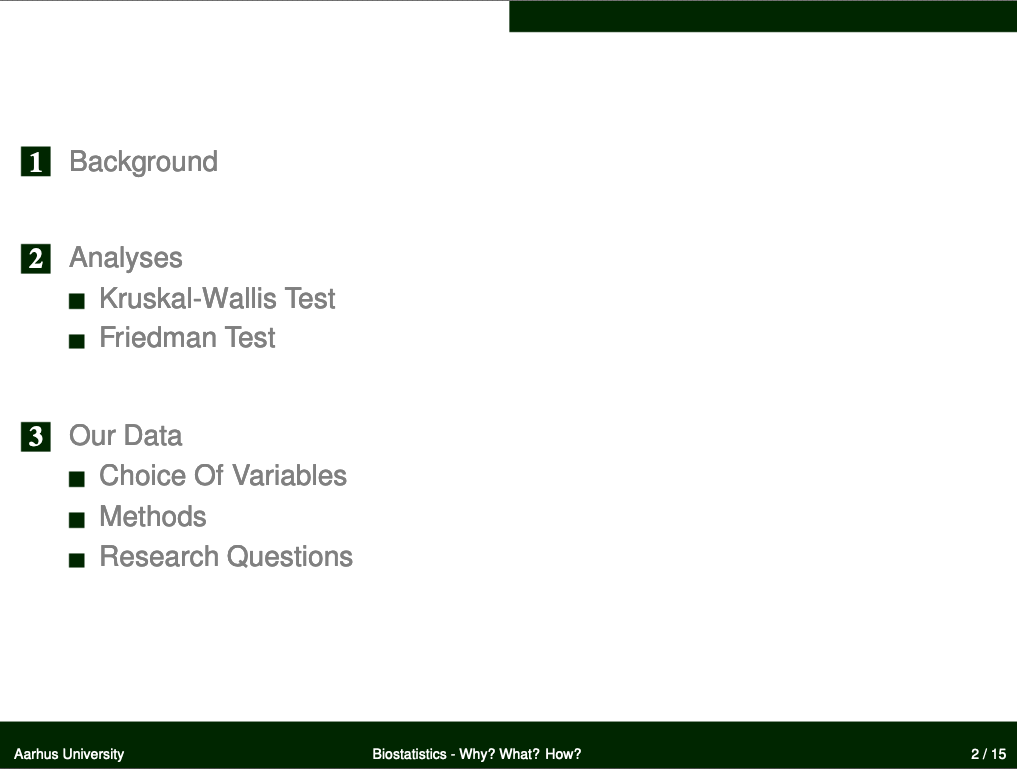 1 Background
2 Analyses
Kruskal-Wallis Test
Friedman Test
3 Our Data
Choice Of Variables
Methods
Research Questions
Aarhus University Biostatistics - Why? What? How? 2 / 15